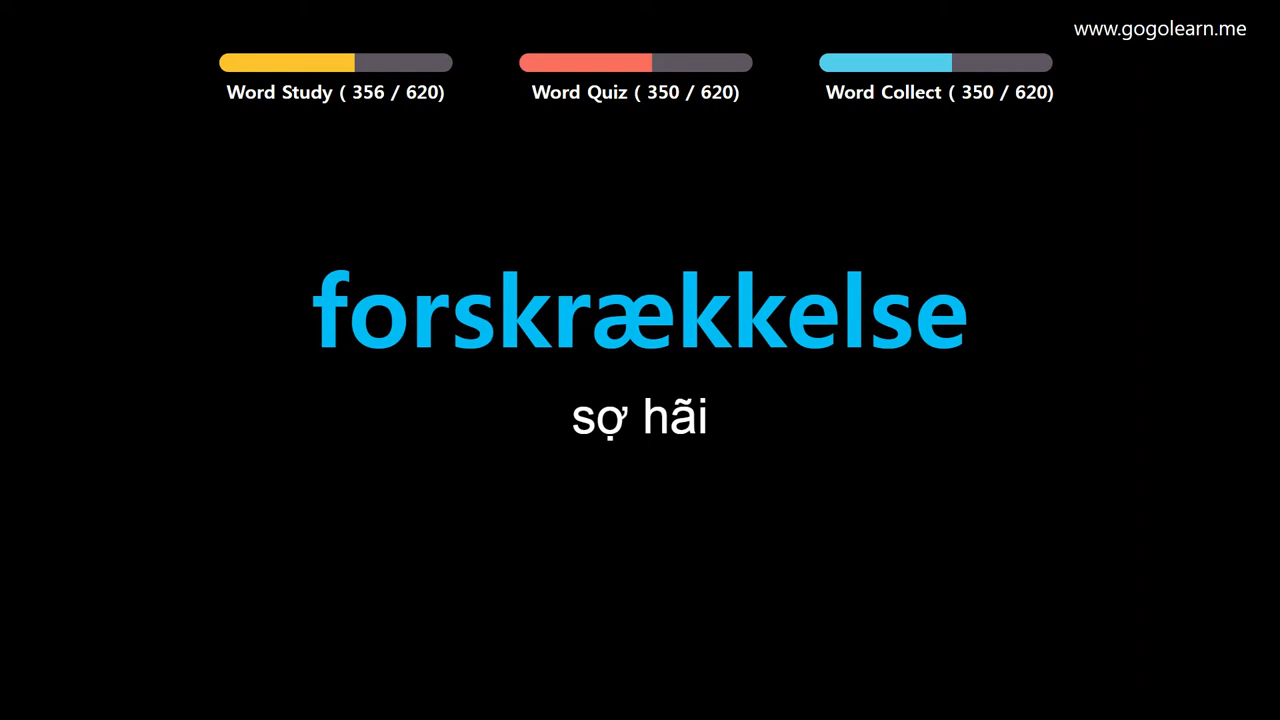 www.gogolearn.me
Word Study ( 356 / 620)
Word Quiz ( 350 / 620)
Word Collect ( 350 / 620)
forskrækkelse
sợ hãi